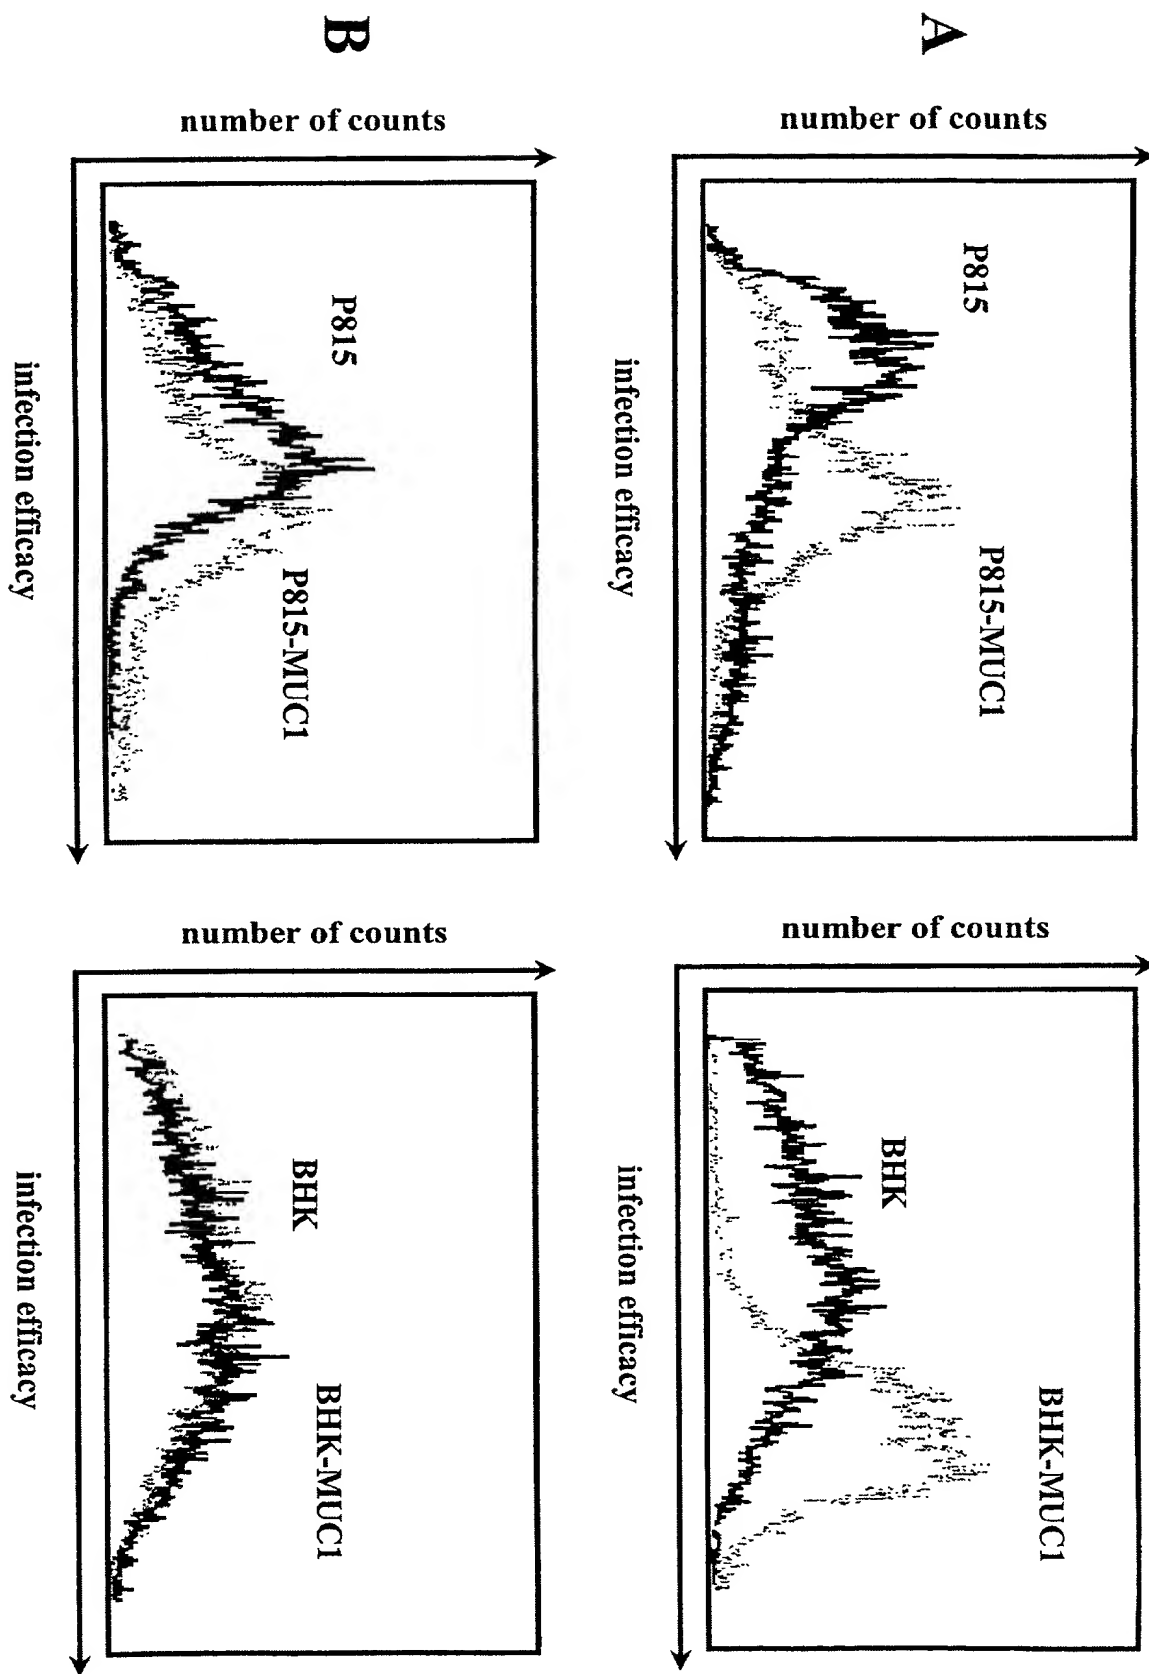 A
number of counts
P815
P815-MUC1
infection efficacy
number of counts
BHK
BHK-MUC1
infection efficacy
B
number of counts
P815
P815-MUC1
infection efficacy
number of counts
BHK
BHK-MUC1
infection efficacy